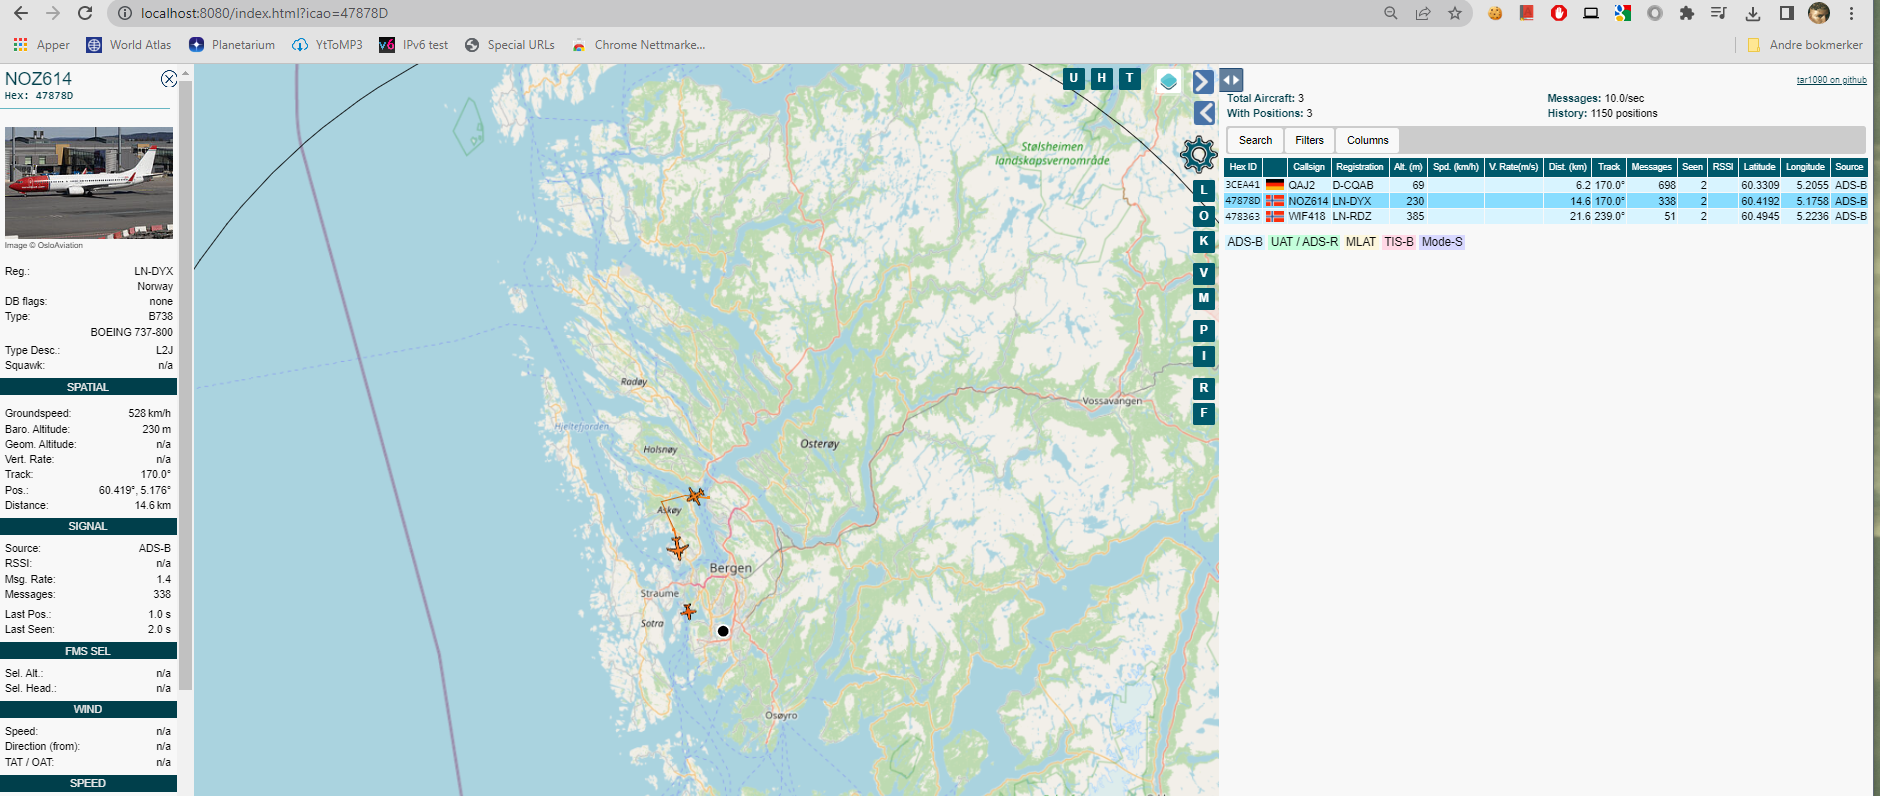 localhost:8080/index.html?icao=47878D
Apper World Atlas Planetarium YtToMP3 IPv6 test Special URLs Chrome Nettmarke... Andre bokmerker
NOZ614
Hex: 47878D
Image © OsloAviation
Reg.: LN-DYX
Norway
DB flags: none
Type: B738
BOEING 737-800
Type Desc.: L2J
Squawk: n/a
SPATIAL
Groundspeed: 528 km/h
Baro. Altitude: 230 m
Geom. Altitude: n/a
Vert. Rate: n/a
Track: 170.0°
Pos.: 60.419°, 5.176°
Distance: 14.6 km
SIGNAL
Source: ADS-B
RSSI: n/a
Msg. Rate: 1.4
Messages: 338
Last Pos.: 1.0 s
Last Seen: 2.0 s
FMS SEL
Sel. Alt.: n/a
Sel. Head.: n/a
WIND
Speed: n/a
Direction (from): n/a
TAT / OAT: n/a
SPEED
U H T
Stølsheimen
landskapsvernområde
Radøy
Vossavangen
Hjeltefjorden
Osterøy
Holsnøy
Askøy
Bergen
Straume
Sotra
Osøyro
L
O
K
V
M
P
I
R
F
tar1090 on github
Total Aircraft: 3 Messages: 10.0/sec
With Positions: 3 History: 1150 positions
Search Filters Columns
Hex ID Callsign Registration Alt. (m) Spd. (km/h) V. Rate(m/s) Dist. (km) Track Messages Seen RSSI Latitude Longitude Source
3CEA41 QAJ2 D-CQAB 69 6.2 170.0° 698 2 60.3309 5.2055 ADS-B
47878D NOZ614 LN-DYX 230 14.6 170.0° 338 2 60.4192 5.1758 ADS-B
478363 WIF418 LN-RDZ 385 21.6 239.0° 51 2 60.4945 5.2236 ADS-B
ADS-B UAT / ADS-R MLAT TIS-B Mode-S